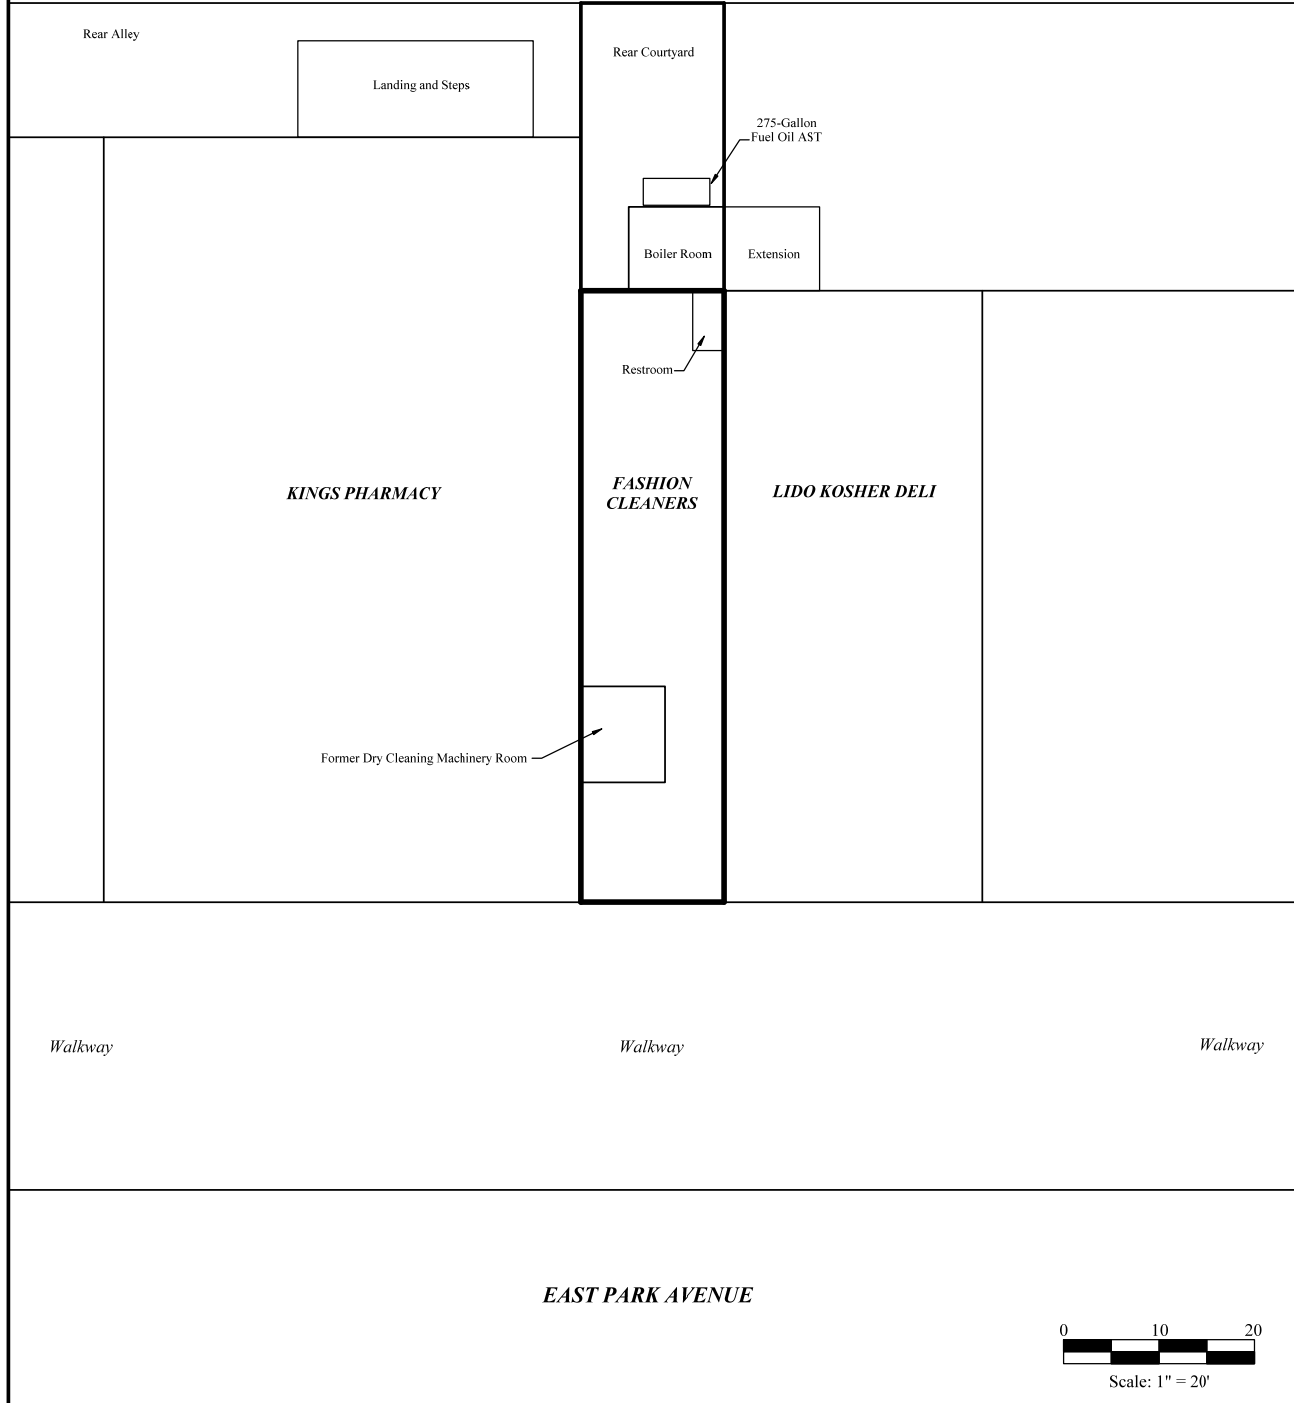 Rear Alley
Landing and Steps
Rear Courtyard
275-Gallon
Fuel Oil AST
Boiler Room
Extension
Restroom
KINGS PHARMACY
FASHION
CLEANERS
LIDO KOSHER DELI
Former Dry Cleaning Machinery Room
Walkway
Walkway
Walkway
EAST PARK AVENUE
0 10 20
Scale: 1" = 20'